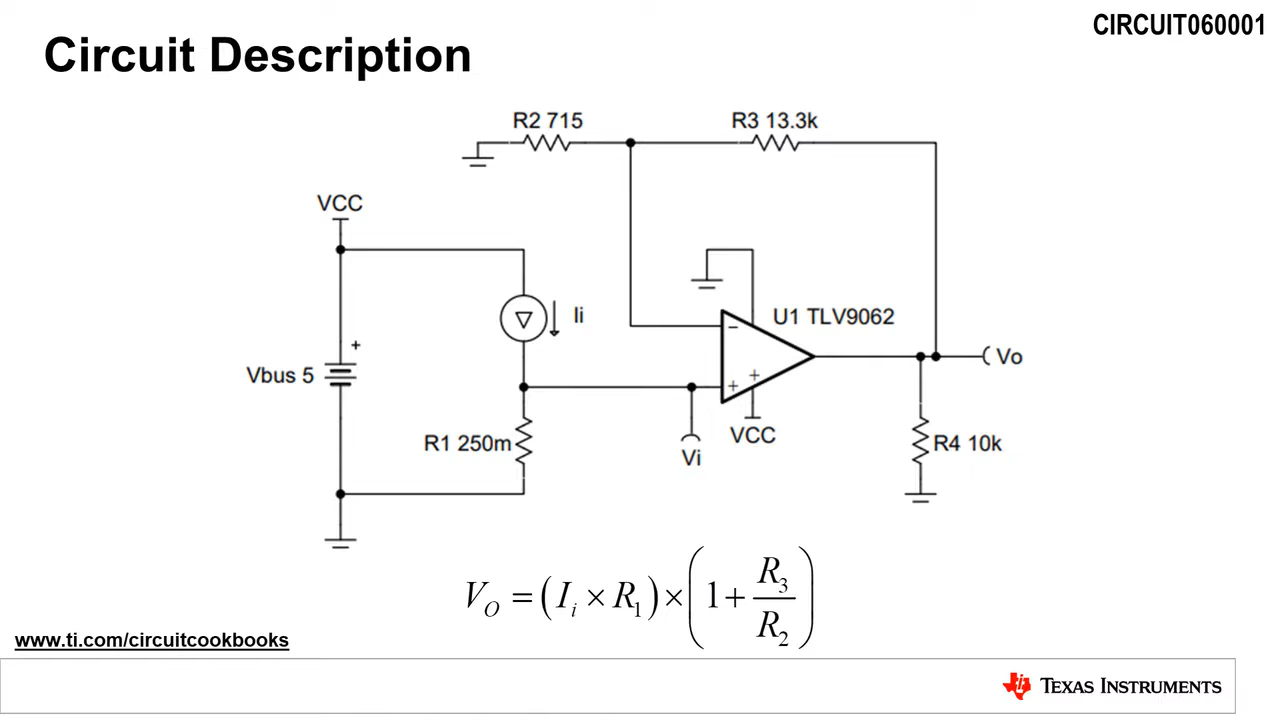 CIRCUIT060001
Circuit Description
R2 715
R3 13.3k
VCC
Ii
U1 TLV9062
Vbus 5
+
−
+
+
Vo
R1 250m
Vi
VCC
R4 10k
V_O = (I_i × R_1) × (1 + R_3 / R_2)
www.ti.com/circuitcookbooks
TEXAS INSTRUMENTS